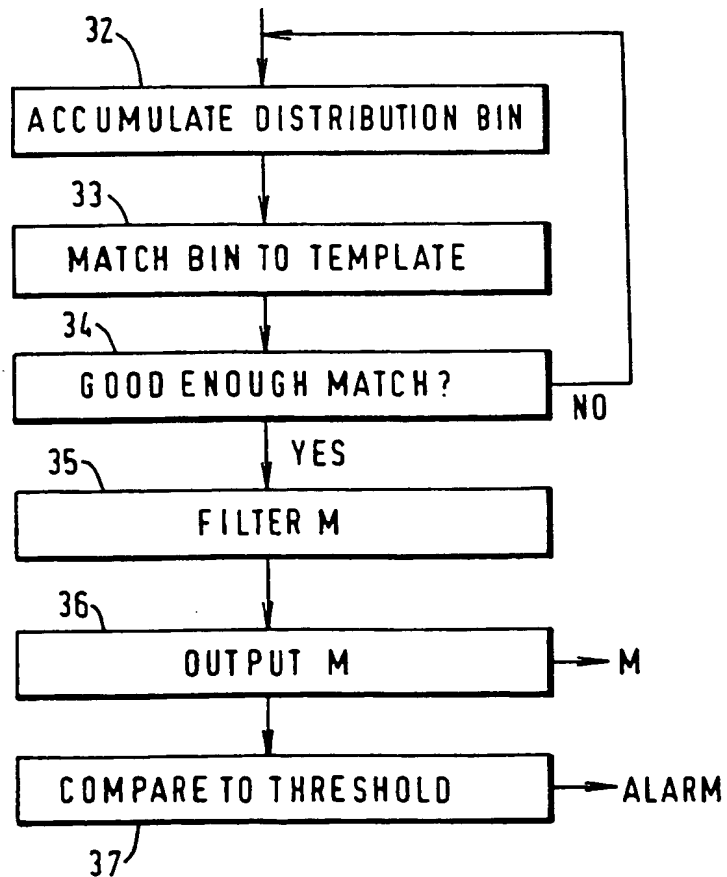 32
ACCUMULATE DISTRIBUTION BIN
33
MATCH BIN TO TEMPLATE
34
GOOD ENOUGH MATCH?
NO
YES
35
FILTER M
36
OUTPUT M
M
COMPARE TO THRESHOLD
ALARM
37